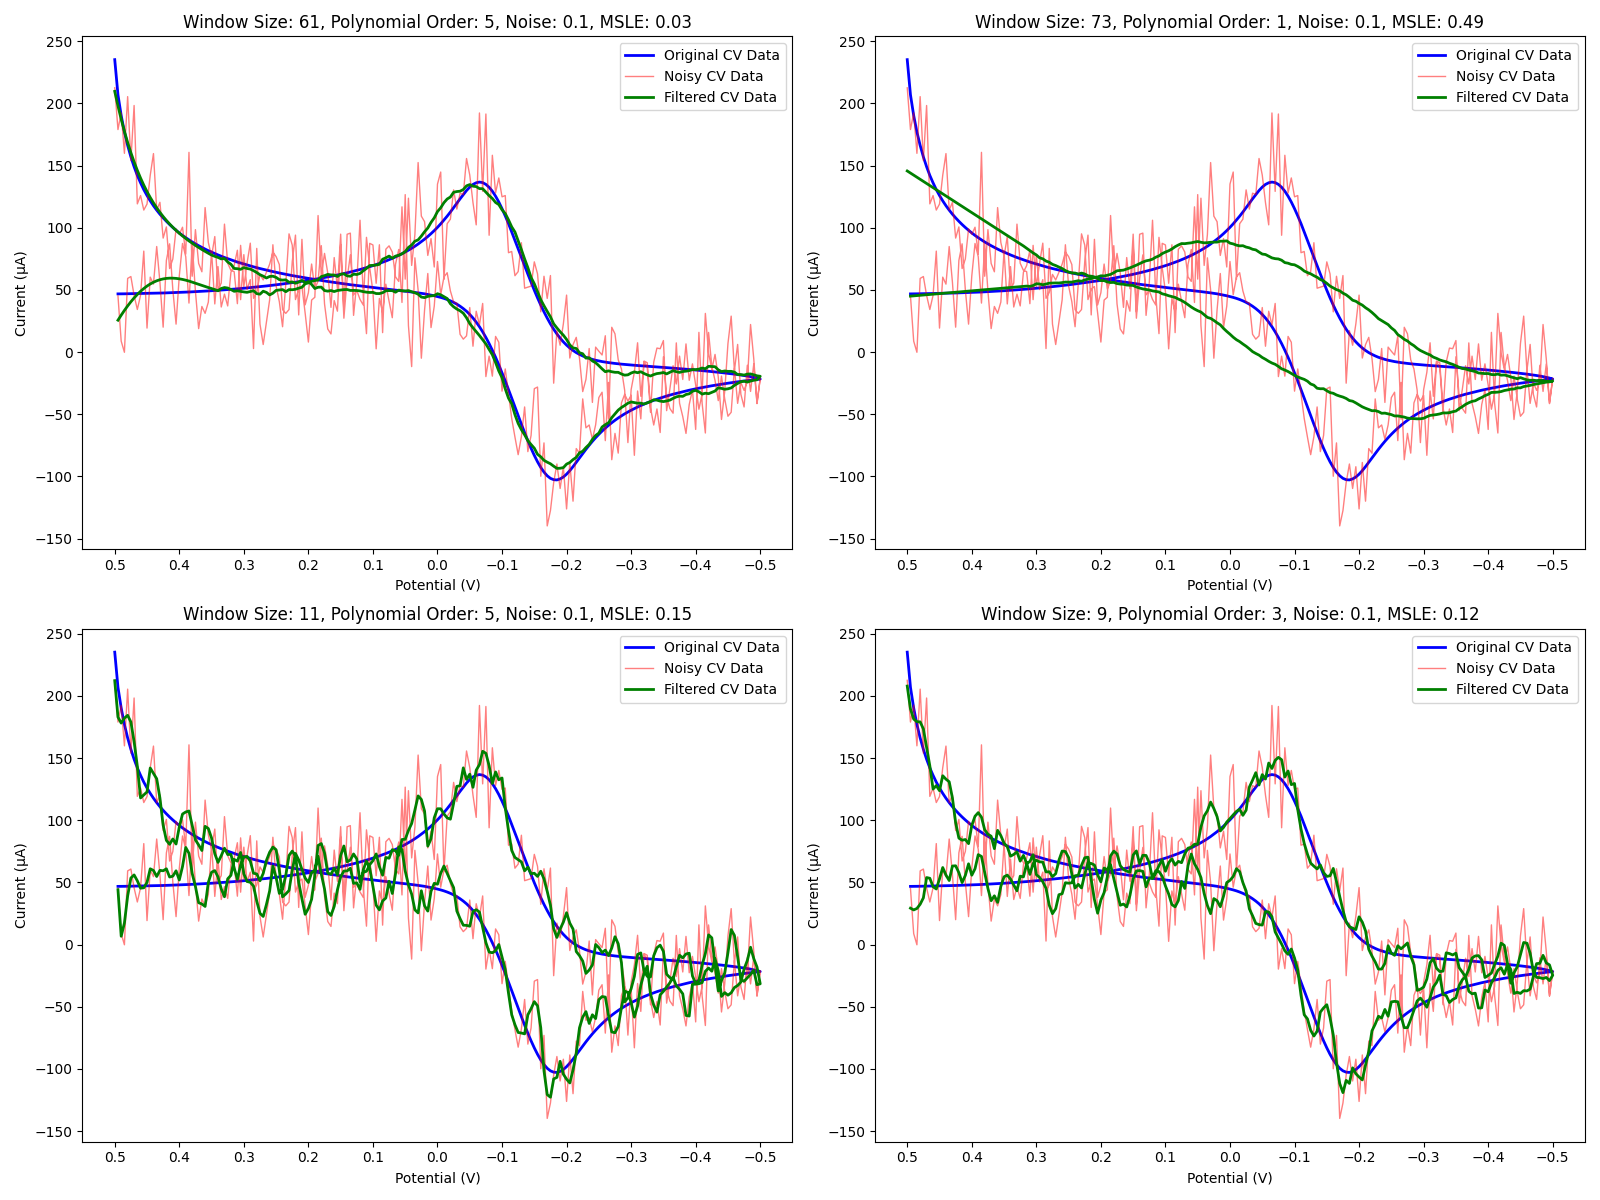 Window Size: 61, Polynomial Order: 5, Noise: 0.1, MSLE: 0.03
250
200
150
100
50
0
−50
−100
−150
Current (μA)
Original CV Data
Noisy CV Data
Filtered CV Data
0.5 0.4 0.3 0.2 0.1 0.0 −0.1 −0.2 −0.3 −0.4 −0.5
Potential (V)
Window Size: 73, Polynomial Order: 1, Noise: 0.1, MSLE: 0.49
250
200
150
100
50
0
−50
−100
−150
Current (μA)
Original CV Data
Noisy CV Data
Filtered CV Data
0.5 0.4 0.3 0.2 0.1 0.0 −0.1 −0.2 −0.3 −0.4 −0.5
Potential (V)
Window Size: 11, Polynomial Order: 5, Noise: 0.1, MSLE: 0.15
250
200
150
100
50
0
−50
−100
−150
Current (μA)
Original CV Data
Noisy CV Data
Filtered CV Data
0.5 0.4 0.3 0.2 0.1 0.0 −0.1 −0.2 −0.3 −0.4 −0.5
Potential (V)
Window Size: 9, Polynomial Order: 3, Noise: 0.1, MSLE: 0.12
250
200
150
100
50
0
−50
−100
−150
Current (μA)
Original CV Data
Noisy CV Data
Filtered CV Data
0.5 0.4 0.3 0.2 0.1 0.0 −0.1 −0.2 −0.3 −0.4 −0.5
Potential (V)